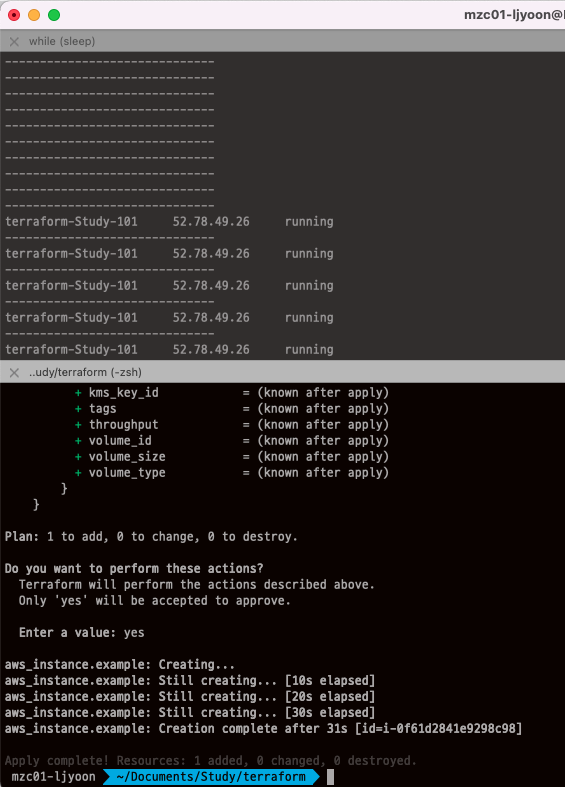 mzc01-ljyoon@
while (sleep)
------------------------------
------------------------------
------------------------------
------------------------------
------------------------------
------------------------------
------------------------------
------------------------------
------------------------------
------------------------------
terraform-Study-101     52.78.49.26     running
------------------------------
terraform-Study-101     52.78.49.26     running
------------------------------
terraform-Study-101     52.78.49.26     running
------------------------------
terraform-Study-101     52.78.49.26     running
------------------------------
terraform-Study-101     52.78.49.26     running
..udy/terraform (-zsh)
+ kms_key_id            = (known after apply)
+ tags                  = (known after apply)
+ throughput            = (known after apply)
+ volume_id             = (known after apply)
+ volume_size           = (known after apply)
+ volume_type           = (known after apply)
}
}
Plan: 1 to add, 0 to change, 0 to destroy.
Do you want to perform these actions?
Terraform will perform the actions described above.
Only 'yes' will be accepted to approve.
Enter a value: yes
aws_instance.example: Creating...
aws_instance.example: Still creating... [10s elapsed]
aws_instance.example: Still creating... [20s elapsed]
aws_instance.example: Still creating... [30s elapsed]
aws_instance.example: Creation complete after 31s [id=i-0f61d2841e9298c98]
Apply complete! Resources: 1 added, 0 changed, 0 destroyed.
mzc01-ljyoon ~/Documents/Study/terraform